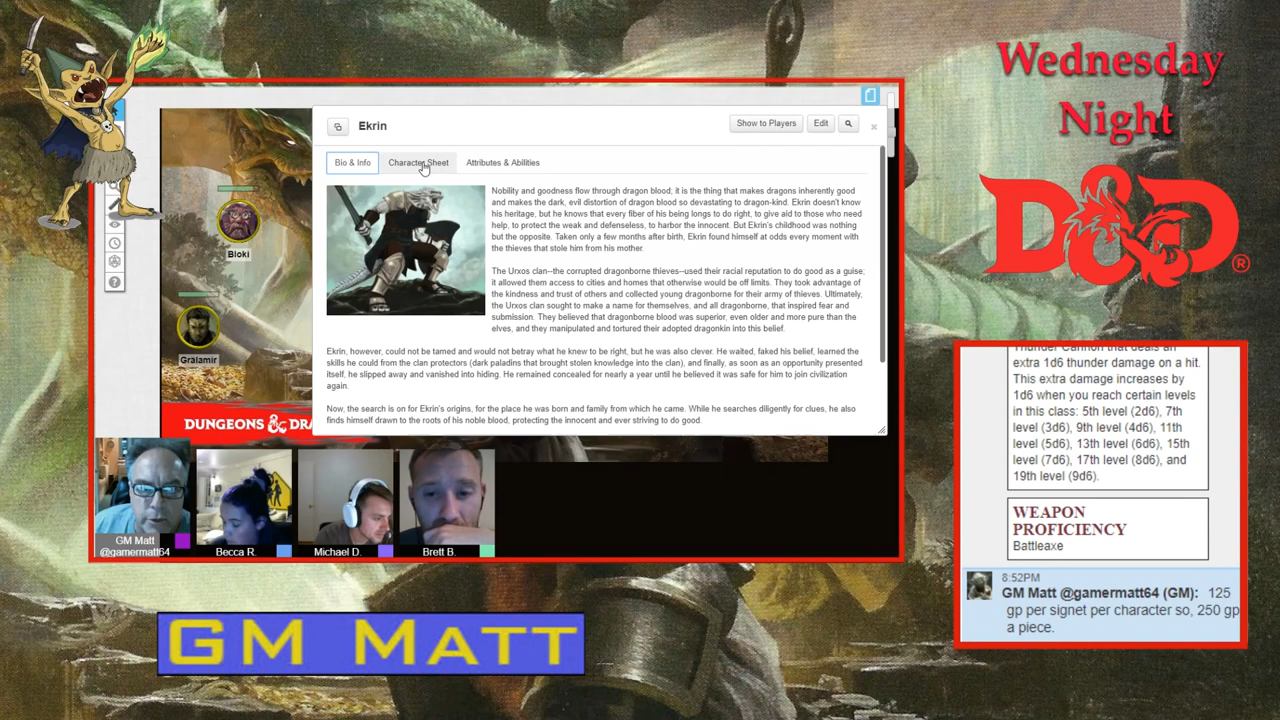 Wednesday
Night
D&D®
Ekrin
Show to Players
Edit
Bio & Info
Character Sheet
Attributes & Abilities
Nobility and goodness flow through dragon blood; it is the thing that makes dragons inherently good
and makes the dark, evil distortion of dragon blood so devastating to dragon-kind. Ekrin doesn't know
his heritage, but he knows that every fiber of his being longs to do right, to give aid to those who need
help, to protect the weak and defenseless, to harbor the innocent. But Ekrin's childhood was nothing
but the opposite. Taken only a few months after birth, Ekrin found himself at odds every moment with
the thieves that stole him from his mother.
The Urxos clan--the corrupted dragonborne thieves--used their racial reputation to do good as a guise;
it allowed them access to cities and homes that otherwise would be off limits. They took advantage of
the kindness and trust of others and collected young dragonborne for their army of thieves. Ultimately,
the Urxos clan sought to make a name for themselves, and all dragonborne, that inspired fear and
submission. They believed that dragonborne blood was superior, even older and more pure than the
elves, and they manipulated and tortured their adopted dragonkin into this belief.
Ekrin, however, could not be tamed and would not betray what he knew to be right, but he was also clever. He waited, faked his belief, learned the
skills he could from the clan protectors (dark paladins that brought stolen knowledge into the clan), and finally, as soon as an opportunity presented
itself, he slipped away and vanished into hiding. He remained concealed for nearly a year until he believed it was safe for him to join civilization
again.
Now, the search is on for Ekrin's origins, for the place he was born and family from which he came. While he searches diligently for clues, he also
finds himself drawn to the roots of his noble blood, protecting the innocent and ever striving to do good.
Bloki
Gralamir
DUNGEONS & DRA
GM Matt
@gamermatt64
Becca R.
Michael D.
Brett B.
Thunder Cannon that deals an
extra 1d6 thunder damage on a hit.
This extra damage increases by
1d6 when you reach certain levels
in this class: 5th level (2d6), 7th
level (3d6), 9th level (4d6), 11th
level (5d6), 13th level (6d6), 15th
level (7d6), 17th level (8d6), and
19th level (9d6).
WEAPON
PROFICIENCY
Battleaxe
8:52PM
GM Matt @gamermatt64 (GM): 125
gp per signet per character so, 250 gp
a piece.
GM MATT